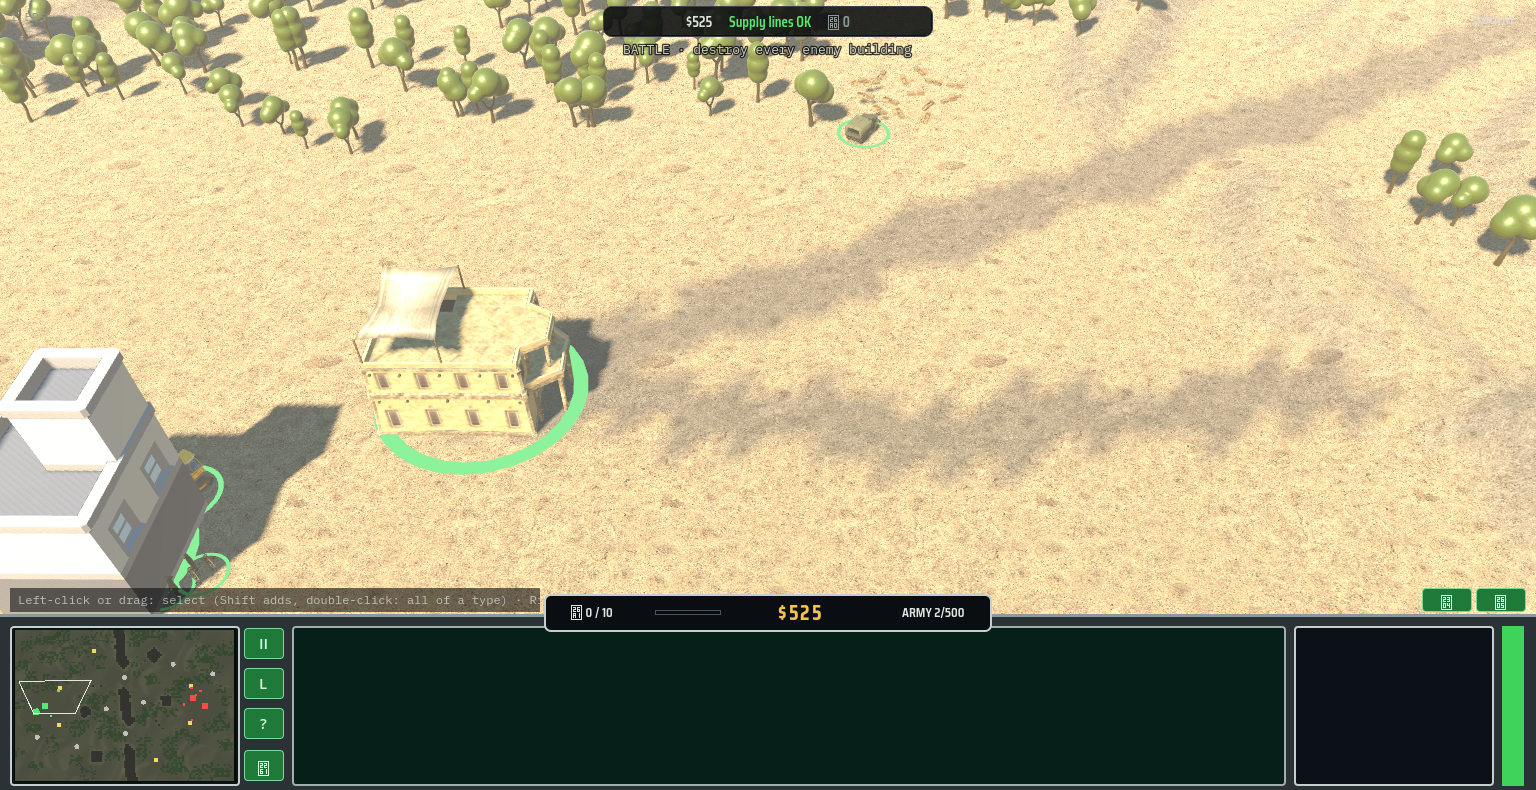 $525 Supply lines OK 0
BATTLE · destroy every enemy building
Left-click or drag: select (Shift adds, double-click: all of a type) · R
0 / 10 $525 ARMY 2/500
II
L
?